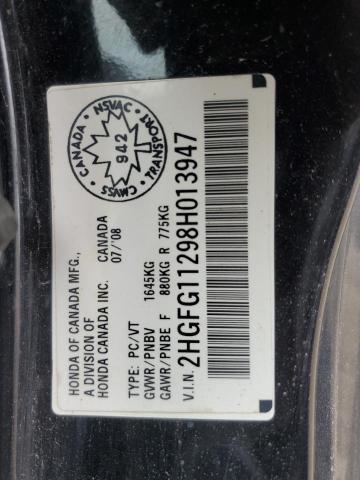 HONDA OF CANADA MFG.,
A DIVISION OF
HONDA CANADA INC. CANADA
07/'08
TYPE: PC/VT
GVWR/PNBV 1645KG
GAWR/PNBE F 880KG R 775KG
V.I.N. 2HGFG11298H013947
CANADA NSVAC
942
CMVSS TRANSPORT